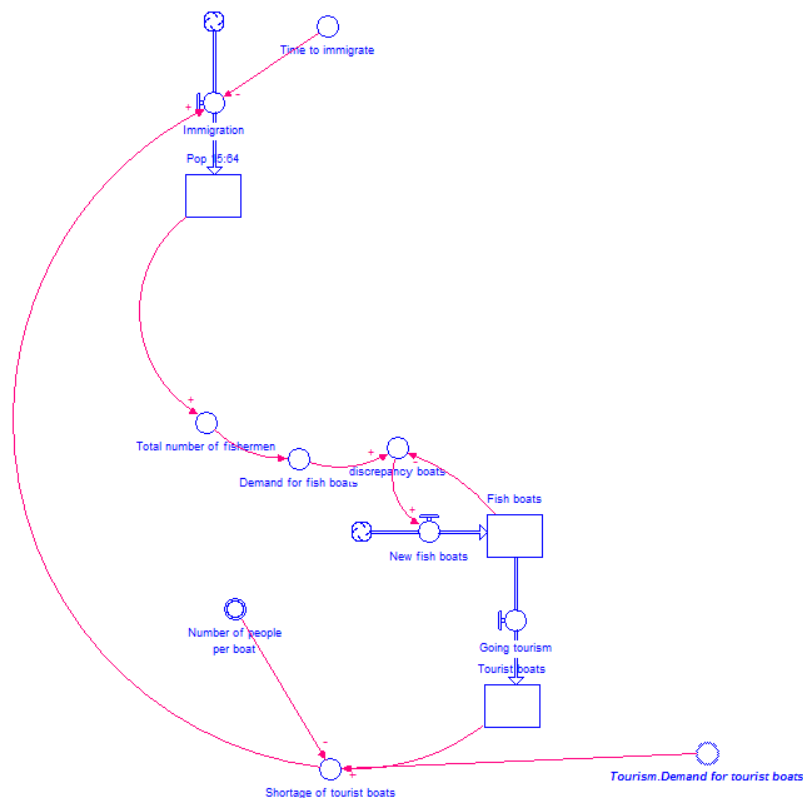 Time to immigrate
+
-
Immigration
Pop 15:64
+
Total number of fishermen
+
-
discrepancy boats
Demand for fish boats
Fish boats
+
New fish boats
Number of people
per boat
Going tourism
Tourist boats
-
+
Shortage of tourist boats
Tourism.Demand for tourist boats